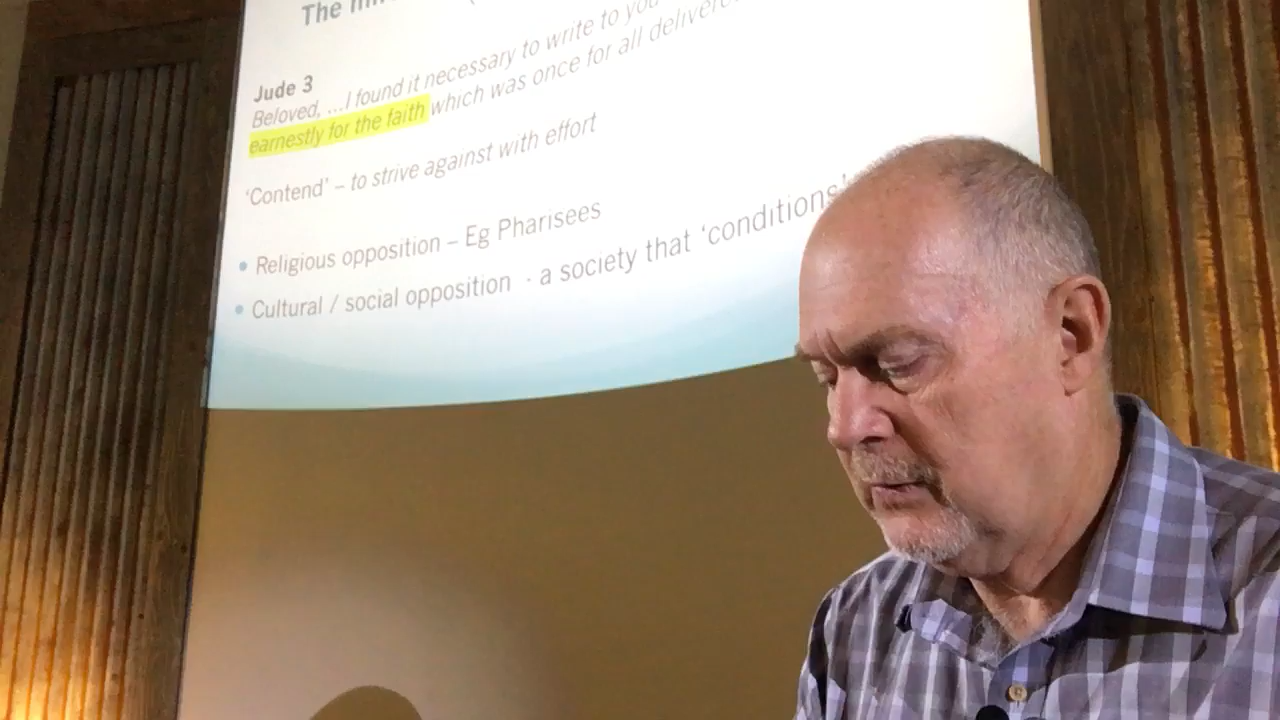 The
Jude 3
Beloved, ...I found it necessary to write to you
earnestly for the faith which was once for all delivered
'Contend' – to strive against with effort
• Religious opposition – Eg Pharisees
• Cultural / social opposition - a society that 'conditions'